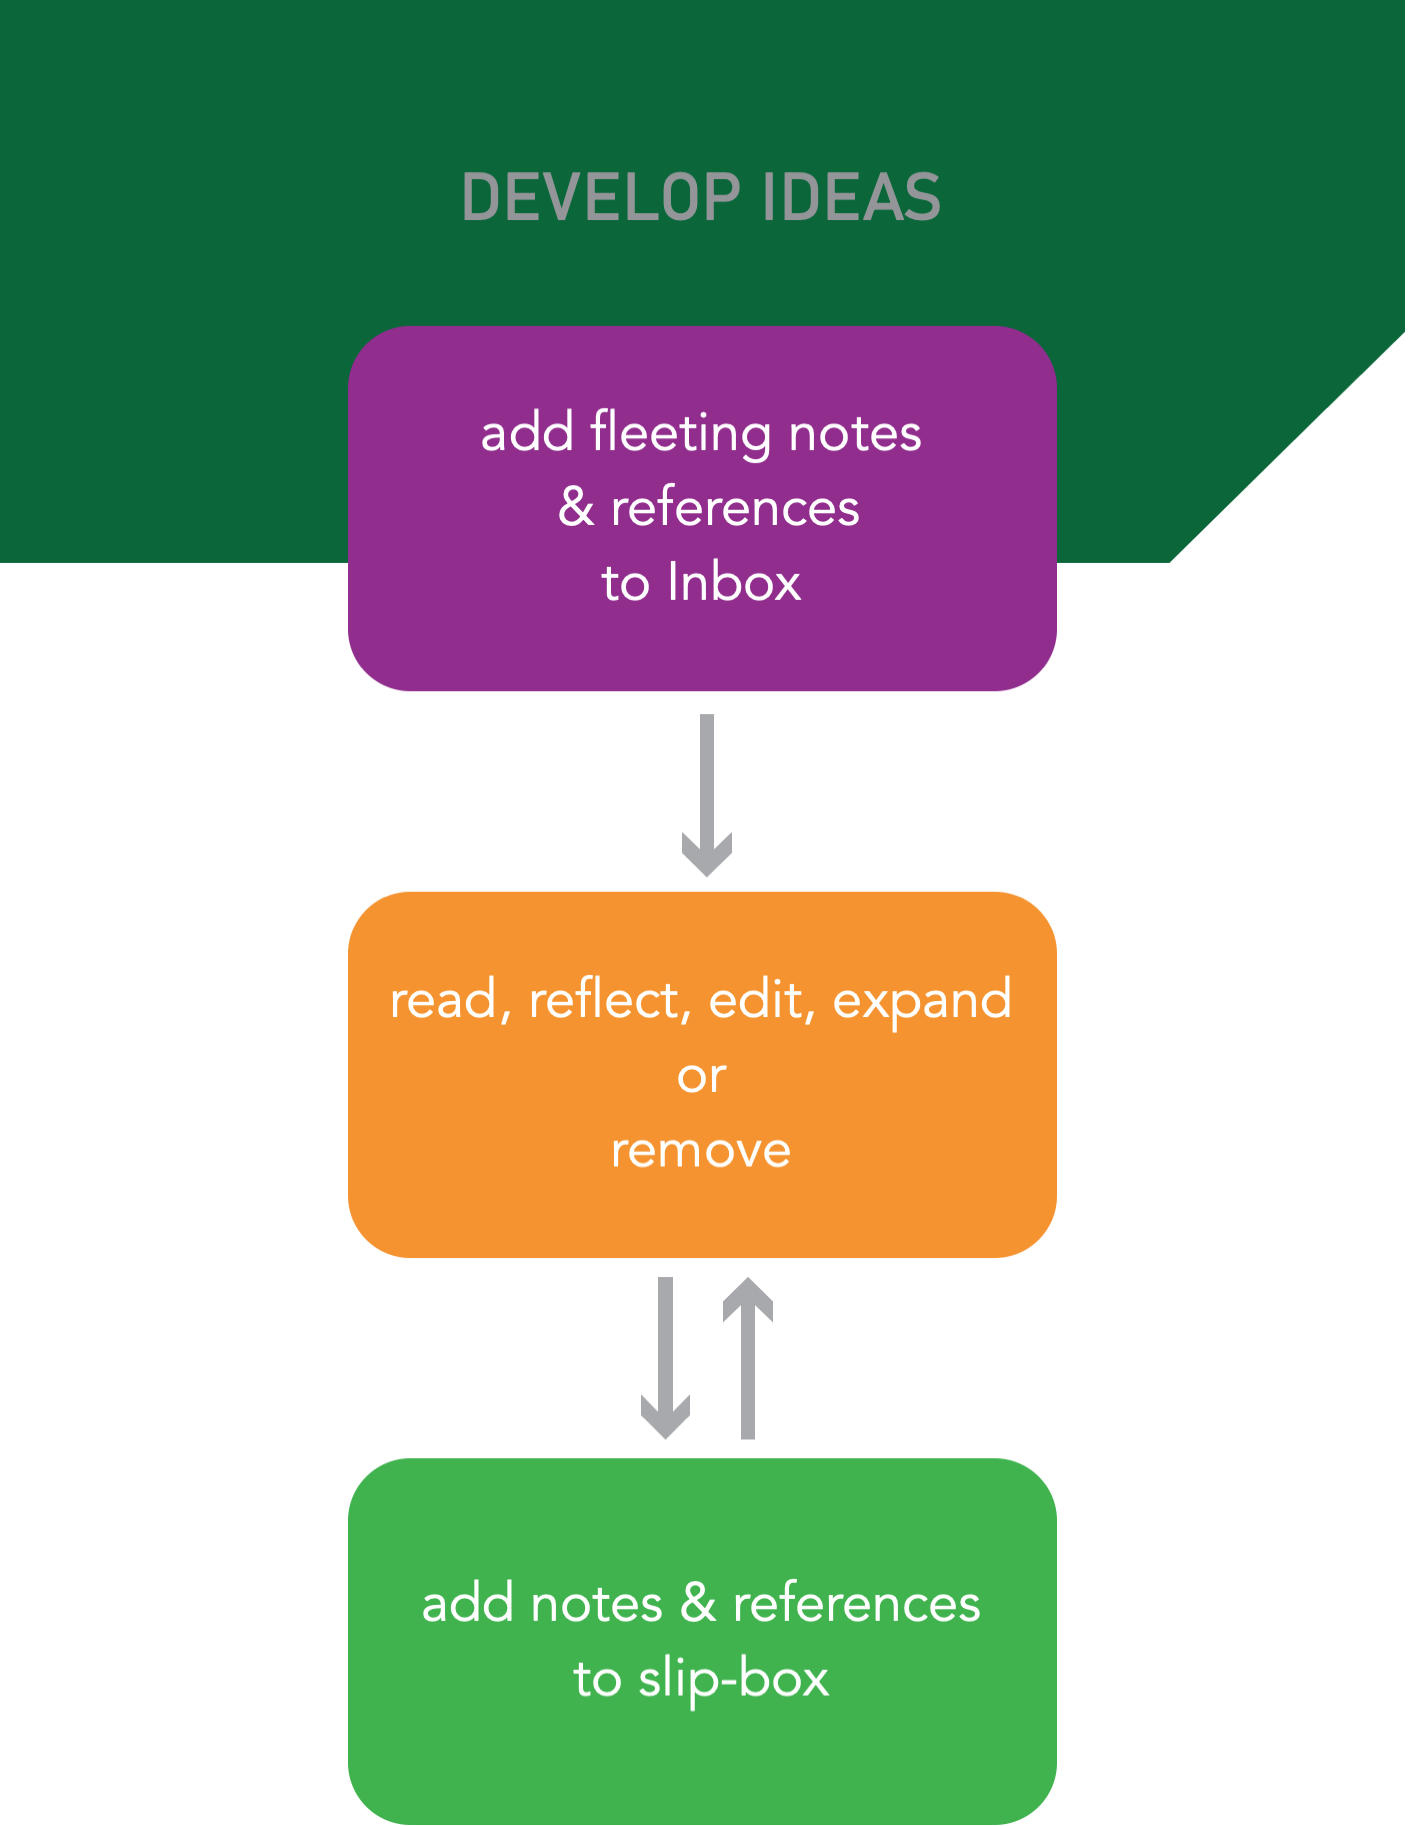 DEVELOP IDEAS
add fleeting notes
& references
to Inbox
read, reflect, edit, expand
or
remove
add notes & references
to slip-box